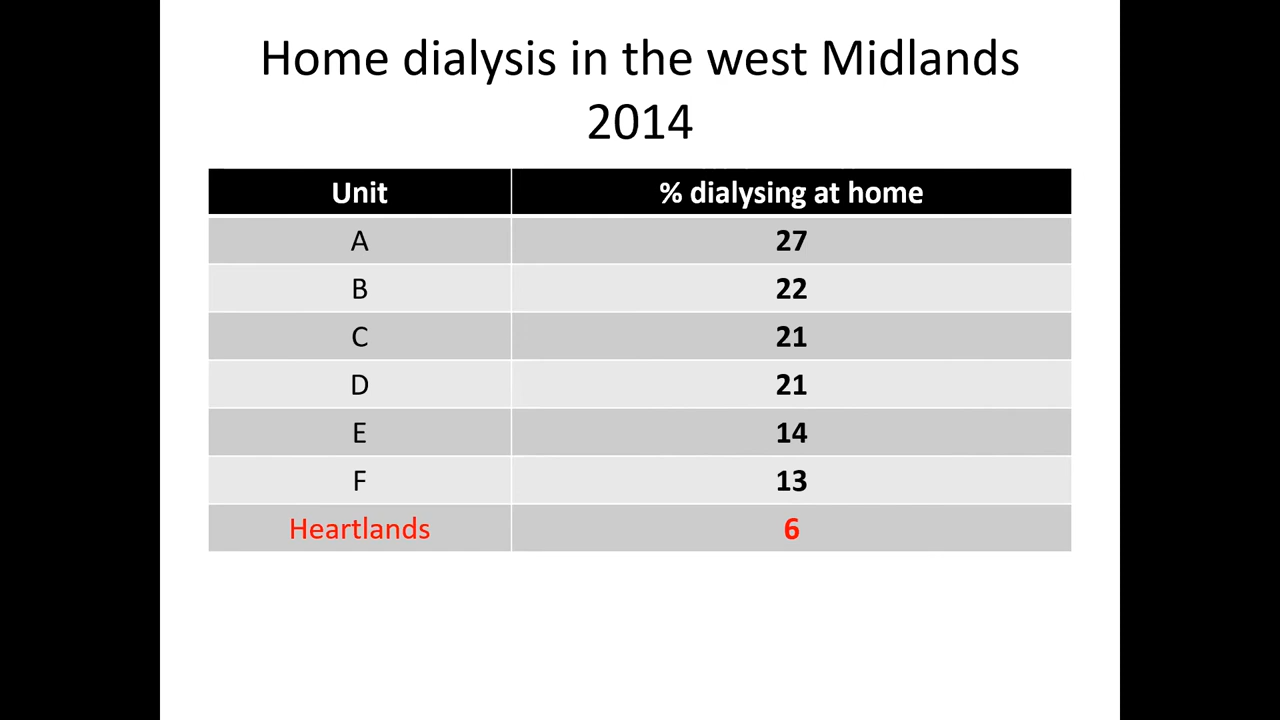 Home dialysis in the west Midlands
2014
Unit % dialysing at home
A 27
B 22
C 21
D 21
E 14
F 13
Heartlands 6